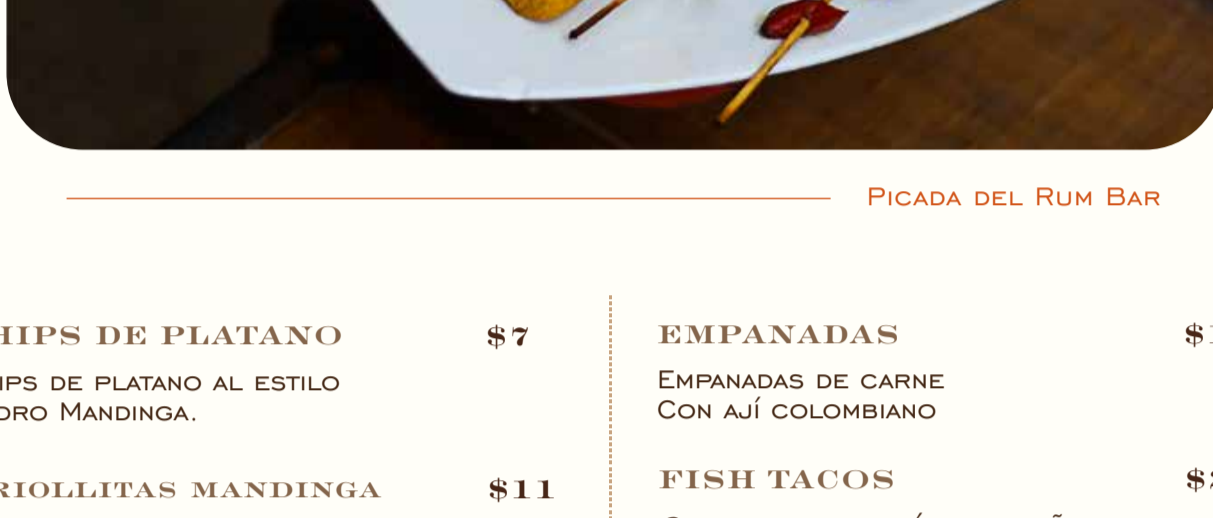 Picada del Rum Bar
HIPS DE PLATANO $7
IPS DE PLATANO AL ESTILO
DRO MANDINGA.
RIOLLITAS MANDINGA $11
EMPANADAS
Empanadas de carne
Con ají colombiano
FISH TACOS